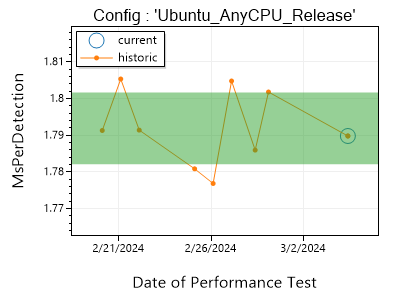 Config : 'Ubuntu_AnyCPU_Release'
current
historic
1.81
1.8
1.79
1.78
1.77
MsPerDetection
2/21/2024
2/26/2024
3/2/2024
Date of Performance Test